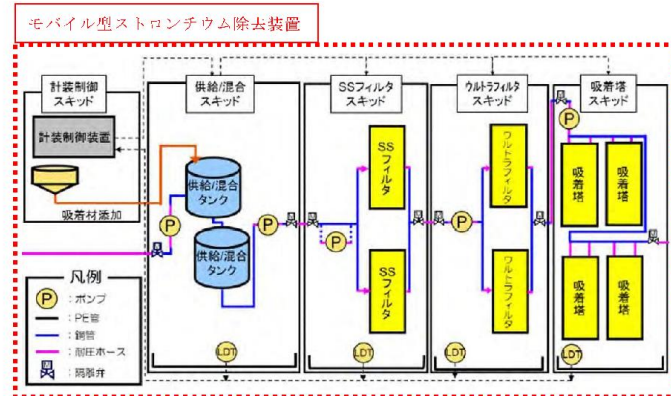 モバイル型ストロンチウム除去装置
計装制御
スキッド
計装制御装置
吸着材添加
供給/混合
スキッド
供給/混合
タンク
供給/混合
タンク
P
P
LDT
SSフィルタ
スキッド
SSフィルタ
SSフィルタ
P
LDT
ウルトラフィルタ
スキッド
ウルトラフィルタ
ウルトラフィルタ
P
LDT
吸着塔
スキッド
P
吸着塔
吸着塔
吸着塔
吸着塔
LDT
凡例
P :ポンプ
:PE管
:鋼管
:耐圧ホース
:隔離弁